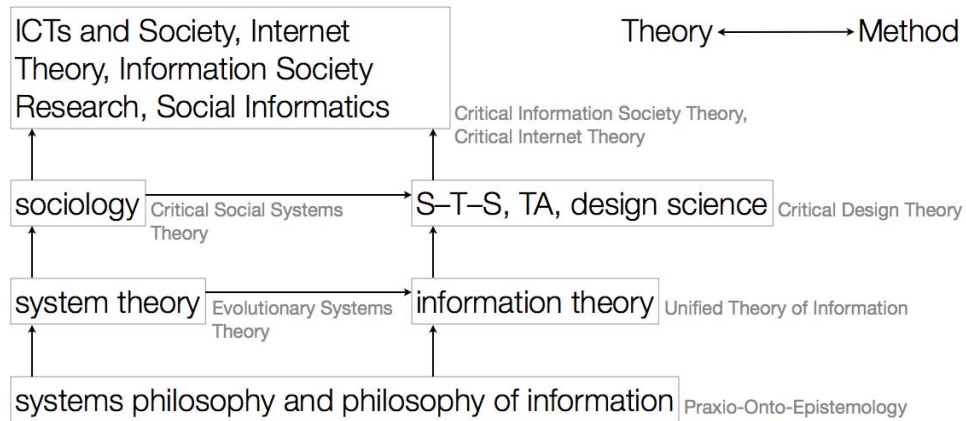 ICTs and Society, Internet
Theory, Information Society
Research, Social Informatics
Theory Method
Critical Information Society Theory,
Critical Internet Theory
sociology
Critical Social Systems
Theory
S–T–S, TA, design science
Critical Design Theory
system theory
Evolutionary Systems
Theory
information theory
Unified Theory of Information
systems philosophy and philosophy of information
Praxio-Onto-Epistemology